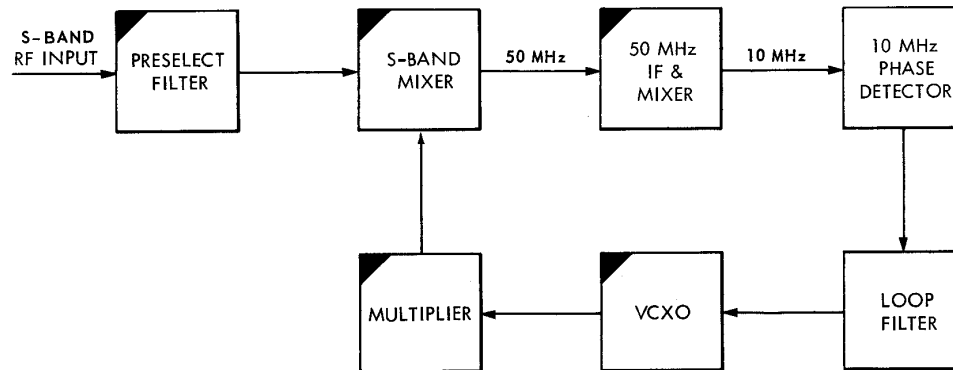 S-BAND
RF INPUT
PRESELECT
FILTER
S-BAND
MIXER
50 MHz
50 MHz
IF &
MIXER
10 MHz
10 MHz
PHASE
DETECTOR
MULTIPLIER
VCXO
LOOP
FILTER